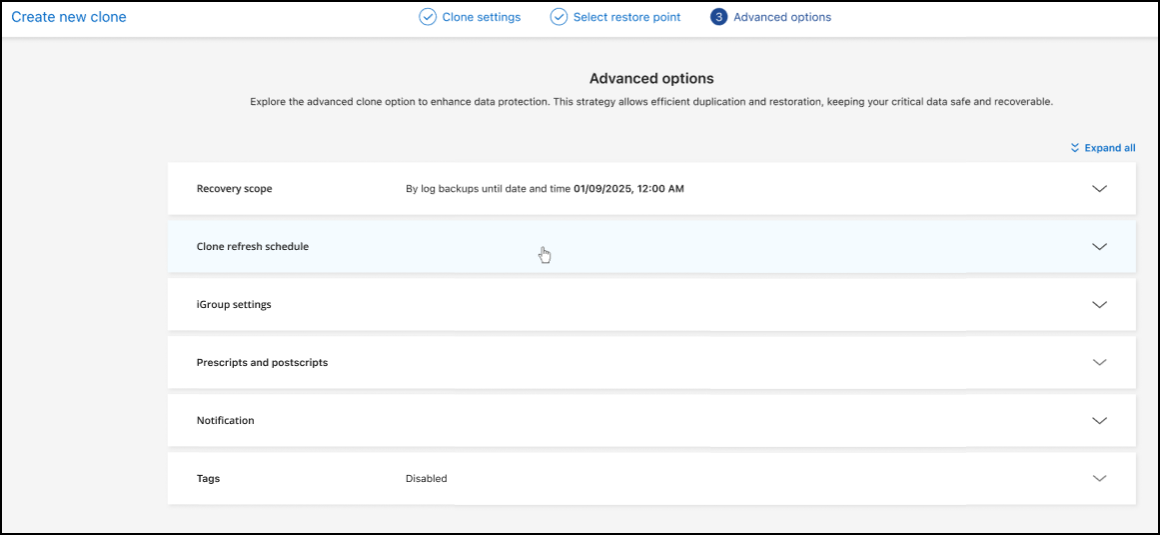 Create new clone
Clone settings
Select restore point
3 Advanced options
Advanced options
Explore the advanced clone option to enhance data protection. This strategy allows efficient duplication and restoration, keeping your critical data safe and recoverable.
Expand all
Recovery scope By log backups until date and time 01/09/2025, 12:00 AM
Clone refresh schedule
iGroup settings
Prescripts and postscripts
Notification
Tags Disabled